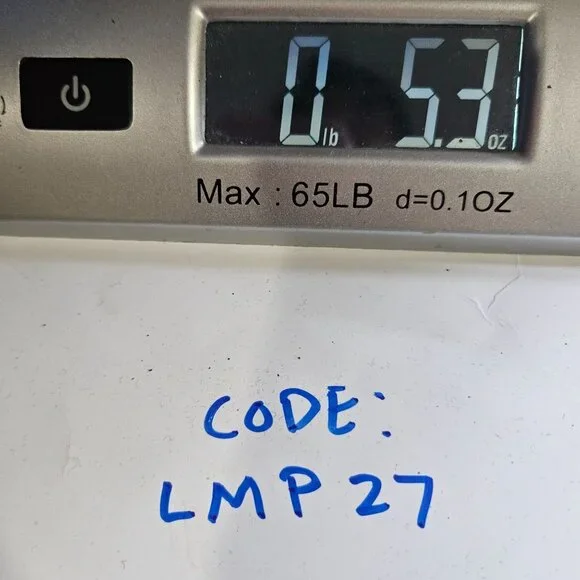 0 lb 5.3 oz
Max : 65LB d=0.1OZ
CODE:
LMP 27